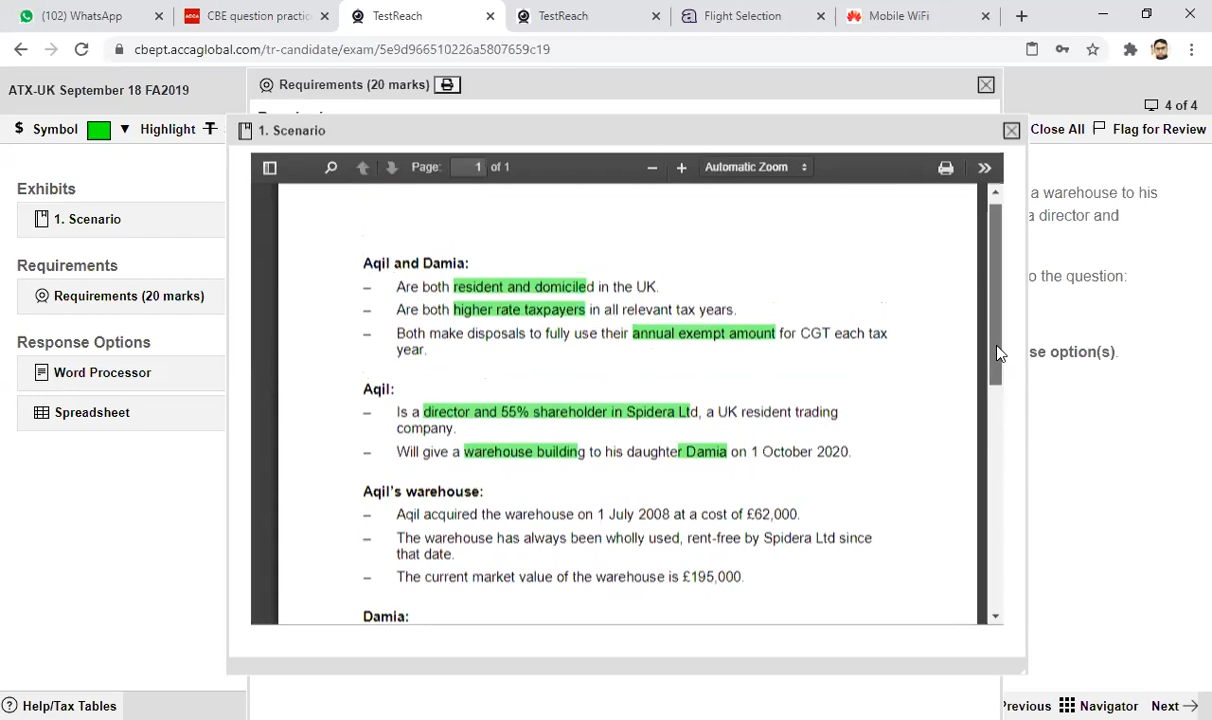 (102) WhatsApp
CBE question practic
TestReach
TestReach
Flight Selection
Mobile WiFi
cbept.accaglobal.com/tr-candidate/exam/5e9d966510226a5807659c19
ATX-UK September 18 FA2019
Requirements (20 marks)
4 of 4
$ Symbol
Highlight
Close All
Flag for Review
1. Scenario
Page: 1 of 1
Automatic Zoom
Exhibits
1. Scenario
Requirements
Requirements (20 marks)
Response Options
Word Processor
Spreadsheet
Aqil and Damia:
– Are both resident and domiciled in the UK.
– Are both higher rate taxpayers in all relevant tax years.
– Both make disposals to fully use their annual exempt amount for CGT each tax
year.
Aqil:
– Is a director and 55% shareholder in Spidera Ltd, a UK resident trading
company.
– Will give a warehouse building to his daughter Damia on 1 October 2020.
Aqil's warehouse:
– Aqil acquired the warehouse on 1 July 2008 at a cost of £62,000.
– The warehouse has always been wholly used, rent-free by Spidera Ltd since
that date.
– The current market value of the warehouse is £195,000.
Damia:
a warehouse to his
a director and
o the question:
se option(s).
Help/Tax Tables
Previous
Navigator
Next